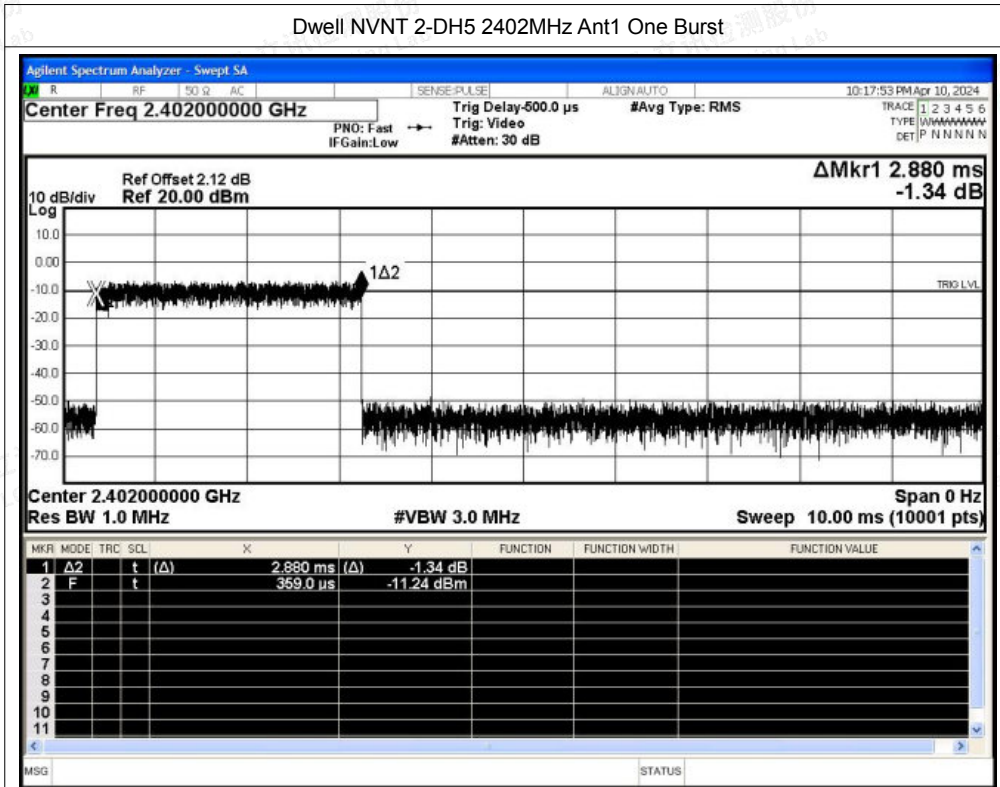 Dwell NVNT 2-DH5 2402MHz Ant1 One Burst
Agilent Spectrum Analyzer - Swept SA
R RF 50 Ω AC SENSE:PULSE ALIGNAUTO 10:17:53 PM Apr 10, 2024
Center Freq 2.402000000 GHz Trig Delay-500.0 µs #Avg Type: RMS TRACE 1 2 3 4 5 6
PNO: Fast Trig: Video TYPE
IFGain:Low #Atten: 30 dB DET P N N N N N
ΔMkr1 2.880 ms
Ref Offset 2.12 dB
10 dB/div Ref 20.00 dBm -1.34 dB
Log
10.0
0.00
1Δ2
-10.0 TRIG LVL
-20.0
-30.0
-40.0
-50.0
-60.0
-70.0
Center 2.402000000 GHz Span 0 Hz
Res BW 1.0 MHz #VBW 3.0 MHz Sweep 10.00 ms (10001 pts)
MKR MODE TRC SCL X Y FUNCTION FUNCTION WIDTH FUNCTION VALUE
1 Δ2 t (Δ) 2.880 ms (Δ) -1.34 dB
2 F t 359.0 µs -11.24 dBm
3
4
5
6
7
8
9
10
11
MSG STATUS